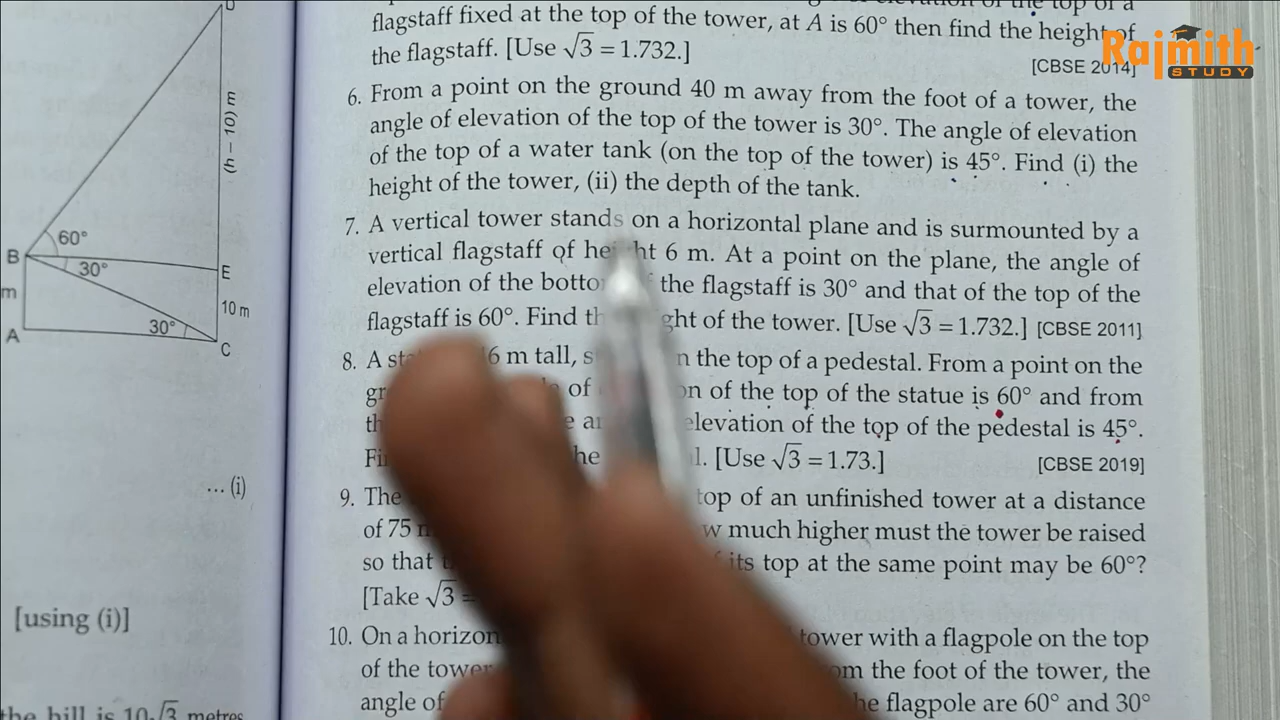 D
(h – 10) m
60°
B
30°
E
m
10 m
A
30°
C
... (i)
[using (i)]
the hill is 10√3 metres
of the top of a
flagstaff fixed at the top of the tower, at A is 60° then find the height of
the flagstaff. [Use √3 = 1.732.]
[CBSE 2014]
Rajmith
STUDY
6. From a point on the ground 40 m away from the foot of a tower, the
angle of elevation of the top of the tower is 30°. The angle of elevation
of the top of a water tank (on the top of the tower) is 45°. Find (i) the
height of the tower, (ii) the depth of the tank.
7. A vertical tower stands on a horizontal plane and is surmounted by a
vertical flagstaff of height 6 m. At a point on the plane, the angle of
elevation of the the flagstaff is 30° and that of the top of the
flagstaff is 60°. Find of the tower. [Use √3 = 1.732.] [CBSE 2011]
8. A 6 m tall, the top of a pedestal. From a point on the
of of the top of the statue is 60° and from
elevation of the top of the pedestal is 45°.
[Use √3 = 1.73.] [CBSE 2019]
9. The top of an unfinished tower at a distance
of 75 much higher must the tower be raised
so that its top at the same point may be 60°?
[Take √3
10. On a tower with a flagpole on the top
of the from the foot of the tower, the
angle of the flagpole are 60° and 30°